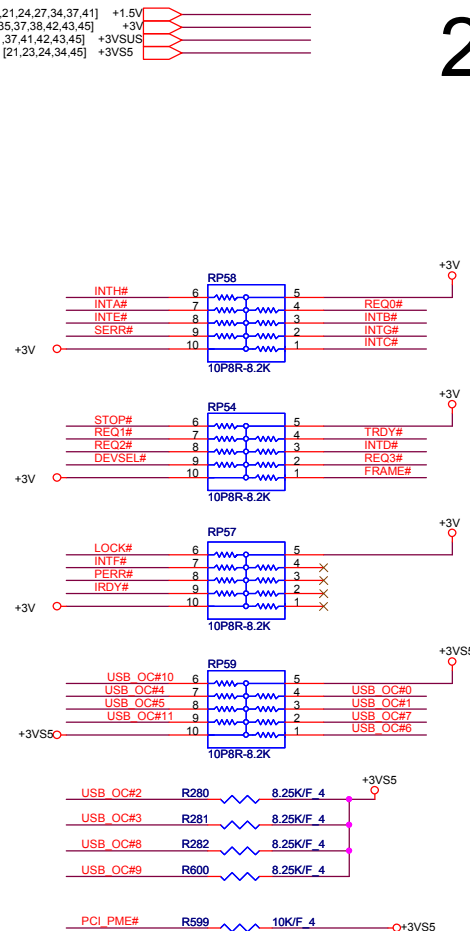 ,21,24,27,34,37,41] +1.5V
35,37,38,42,43,45] +3V
,37,41,42,43,45] +3VSUS
[21,23,24,34,45] +3VS5
2
RP58 +3V
INTH# 6 5
INTA# 7 4 REQ0#
INTE# 8 3 INTB#
SERR# 9 2 INTG#
+3V 10 1 INTC#
10P8R-8.2K
RP54 +3V
STOP# 6 5
REQ1# 7 4 TRDY#
REQ2# 8 3 INTD#
DEVSEL# 9 2 REQ3#
+3V 10 1 FRAME#
10P8R-8.2K
RP57 +3V
LOCK# 6 5
INTF# 7 4
PERR# 8 3
IRDY# 9 2
+3V 10 1
10P8R-8.2K
RP59 +3VS5
USB_OC#10 6 5
USB_OC#4 7 4 USB_OC#0
USB_OC#5 8 3 USB_OC#1
USB_OC#11 9 2 USB_OC#7
+3VS5 10 1 USB_OC#6
10P8R-8.2K
+3VS5
USB_OC#2 R280 8.25K/F_4
USB_OC#3 R281 8.25K/F_4
USB_OC#8 R282 8.25K/F_4
USB_OC#9 R600 8.25K/F_4
PCI_PME# R599 10K/F_4 +3VS5